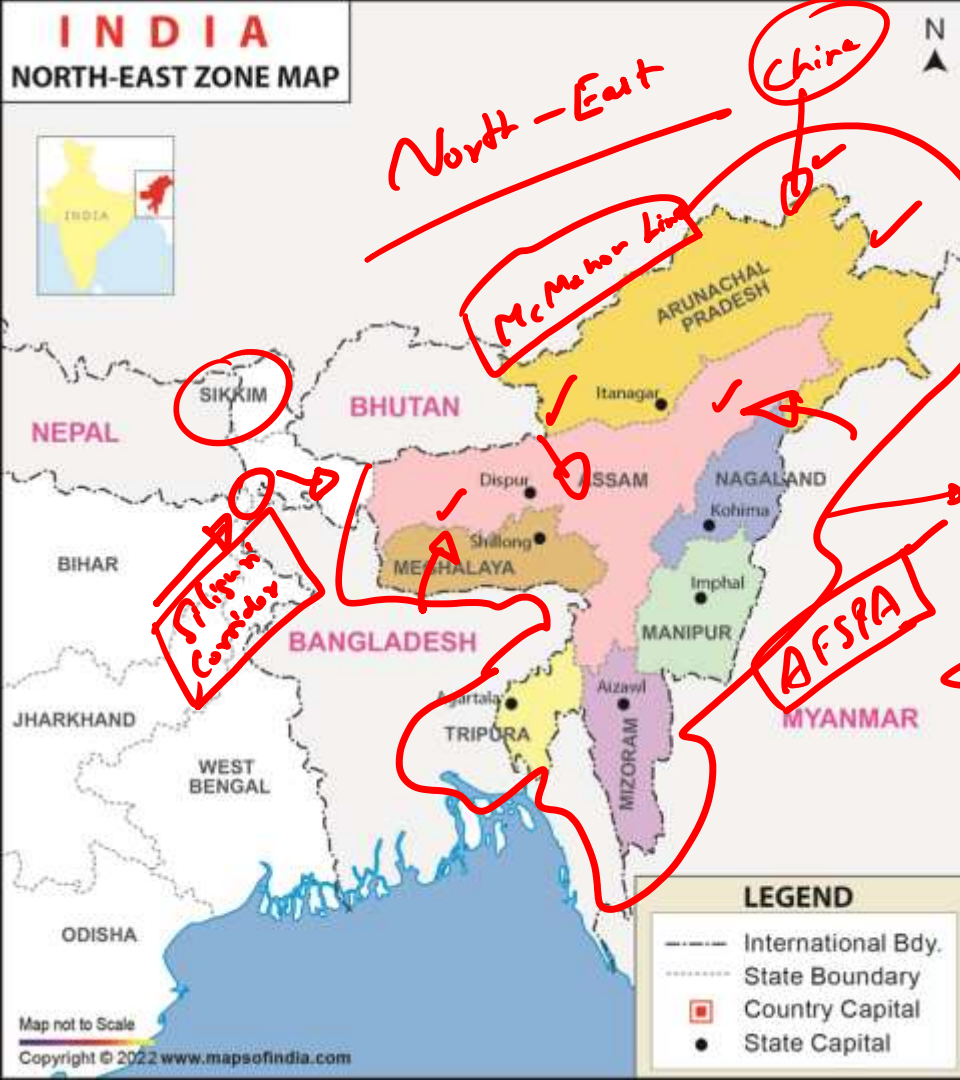 INDIA
NORTH-EAST ZONE MAP
N
China
North-East
INDIA
McMahon Line
ARUNACHAL
PRADESH
SIKKIM
Itanagar
BHUTAN
NEPAL
Dispur
ASSAM
NAGALAND
Kohima
BIHAR
Shillong
MEGHALAYA
Imphal
Siliguri
Corridor
MANIPUR
BANGLADESH
AFSPA
Aizawl
Agartala
JHARKHAND
MYANMAR
TRIPURA
MIZORAM
WEST
BENGAL
LEGEND
International Bdy.
State Boundary
Country Capital
State Capital
ODISHA
Map not to Scale
Copyright © 2022 www.mapsofindia.com